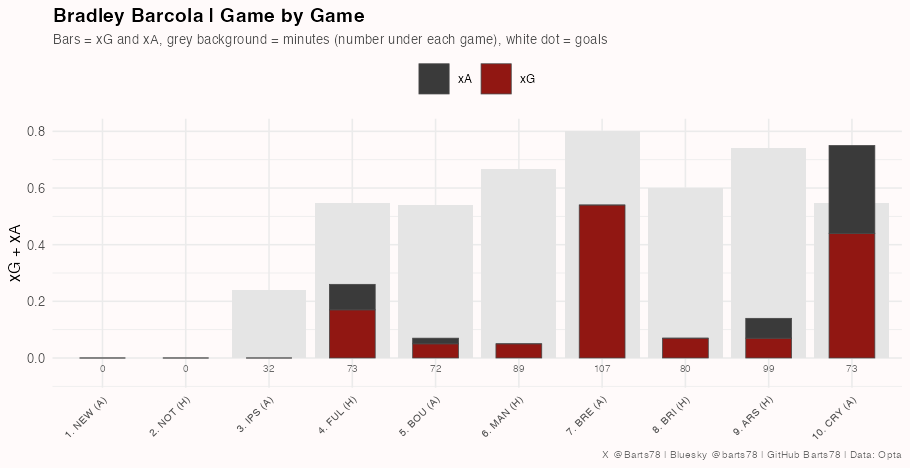 Bradley Barcola | Game by Game
Bars = xG and xA, grey background = minutes (number under each game), white dot = goals
xA xG
xG + xA
0.8
0.6
0.4
0.2
0.0
0 0 32 73 72 89 107 80 99 73
1. NEW (A) 2. NOT (H) 3. IPS (A) 4. FUL (H) 5. BOU (A) 6. MAN (H) 7. BRE (A) 8. BRI (H) 9. ARS (H) 10. CRY (A)
X @Barts78 | Bluesky @barts78 | GitHub Barts78 | Data: Opta